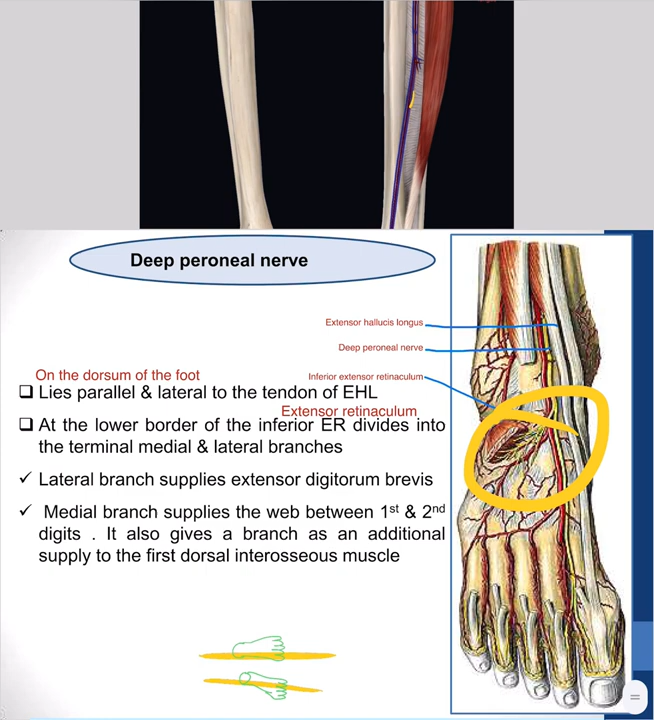 Deep peroneal nerve
Extensor hallucis longus
Deep peroneal nerve
Inferior extensor retinaculum
On the dorsum of the foot
❑ Lies parallel & lateral to the tendon of EHL
Extensor retinaculum
❑ At the lower border of the inferior ER divides into
the terminal medial & lateral branches
✓ Lateral branch supplies extensor digitorum brevis
✓ Medial branch supplies the web between 1st & 2nd
digits . It also gives a branch as an additional
supply to the first dorsal interosseous muscle